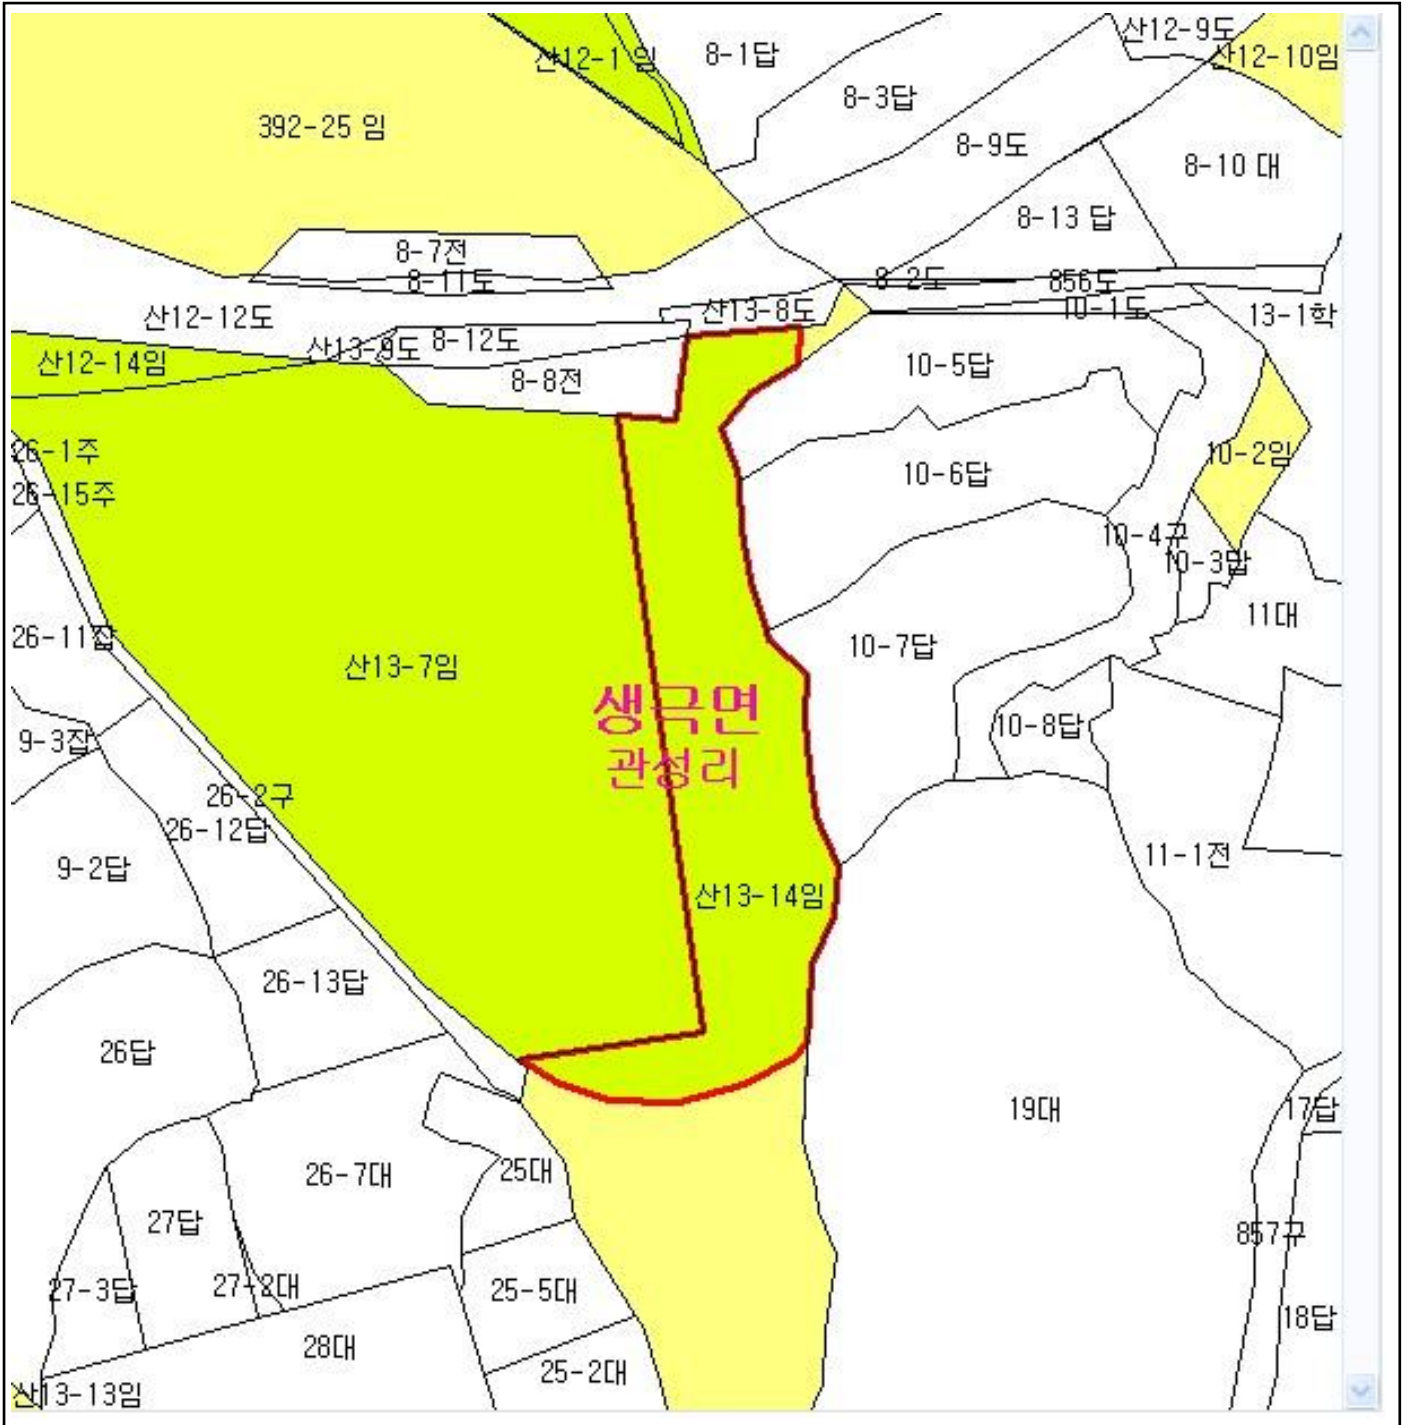 산12-9도
산12-1 임
8-1답
산12-10임
8-3답
392-25 임
8-9도
8-10 대
8-13 답
8-7전
8-11도
8-2도
856도
산13-8도
10-1도
13-1학
산12-12도
산13-9도
8-12도
산12-14임
8-8전
10-5답
26-1주
10-2임
10-6답
26-15주
10-4구
10-3답
11대
26-11잡
10-7답
산13-7임
생극면
10-8답
9-3잡
관성리
26-2구
26-12답
11-1전
9-2답
산13-14임
26-13답
26답
19대
17답
25대
26-7대
27답
857구
27-3답
27-2대
25-5대
18답
28대
25-2대
산13-13임